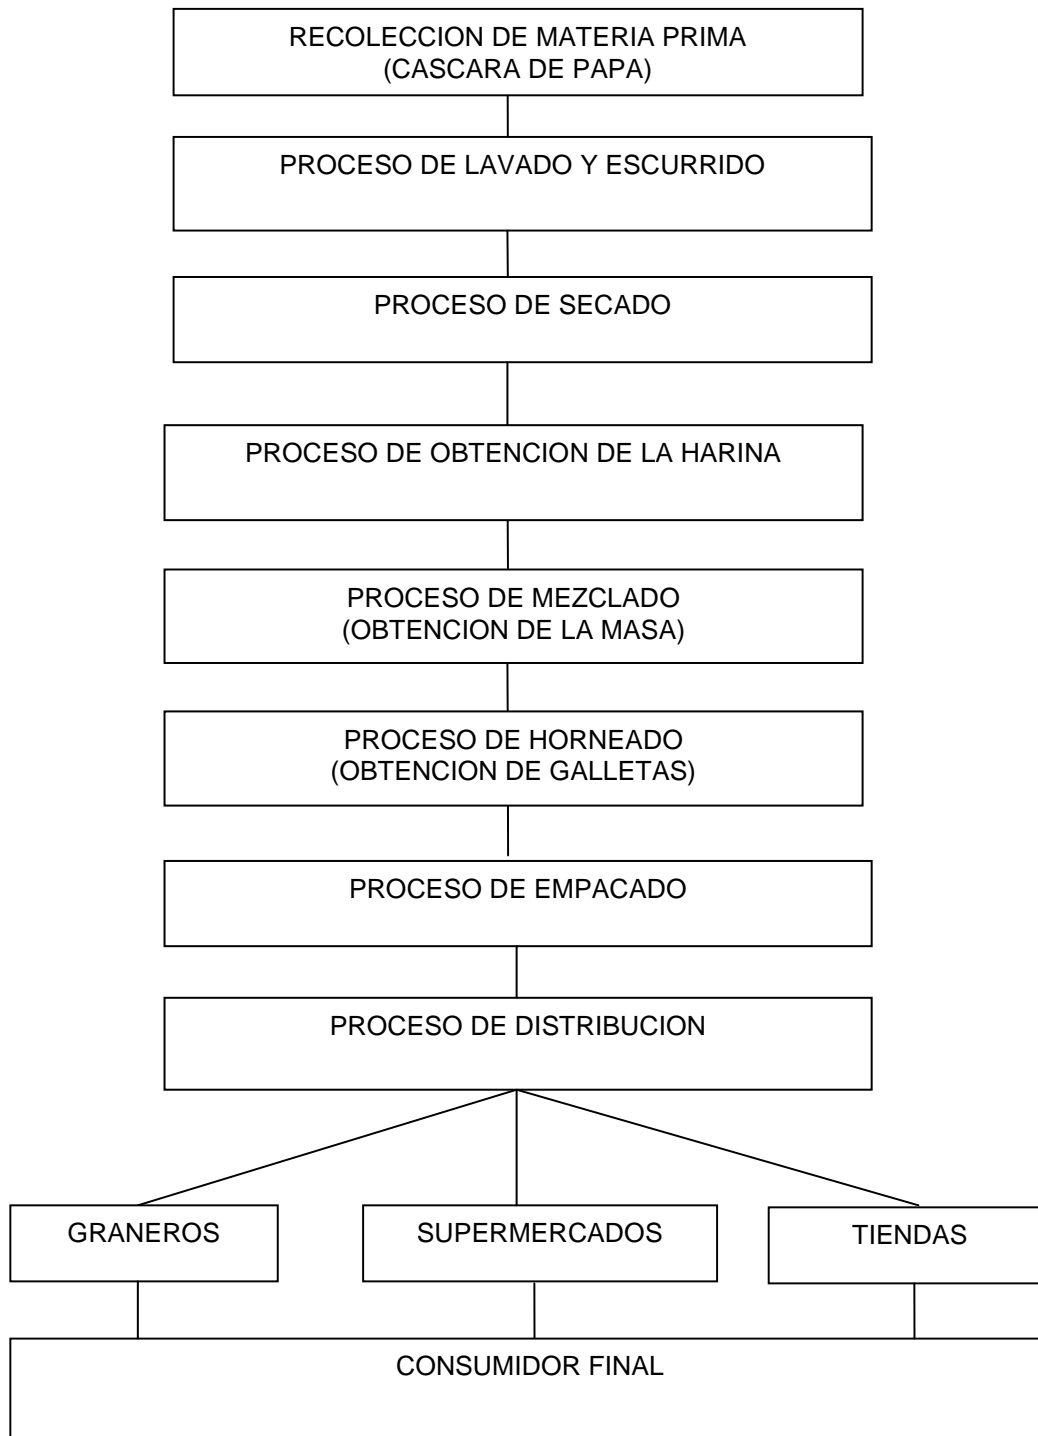 RECOLECCION DE MATERIA PRIMA
(CASCARA DE PAPA)
PROCESO DE LAVADO Y ESCURRIDO
PROCESO DE SECADO
PROCESO DE OBTENCION DE LA HARINA
PROCESO DE MEZCLADO
(OBTENCION DE LA MASA)
PROCESO DE HORNEADO
(OBTENCION DE GALLETAS)
PROCESO DE EMPACADO
PROCESO DE DISTRIBUCION
GRANEROS
SUPERMERCADOS
TIENDAS
CONSUMIDOR FINAL